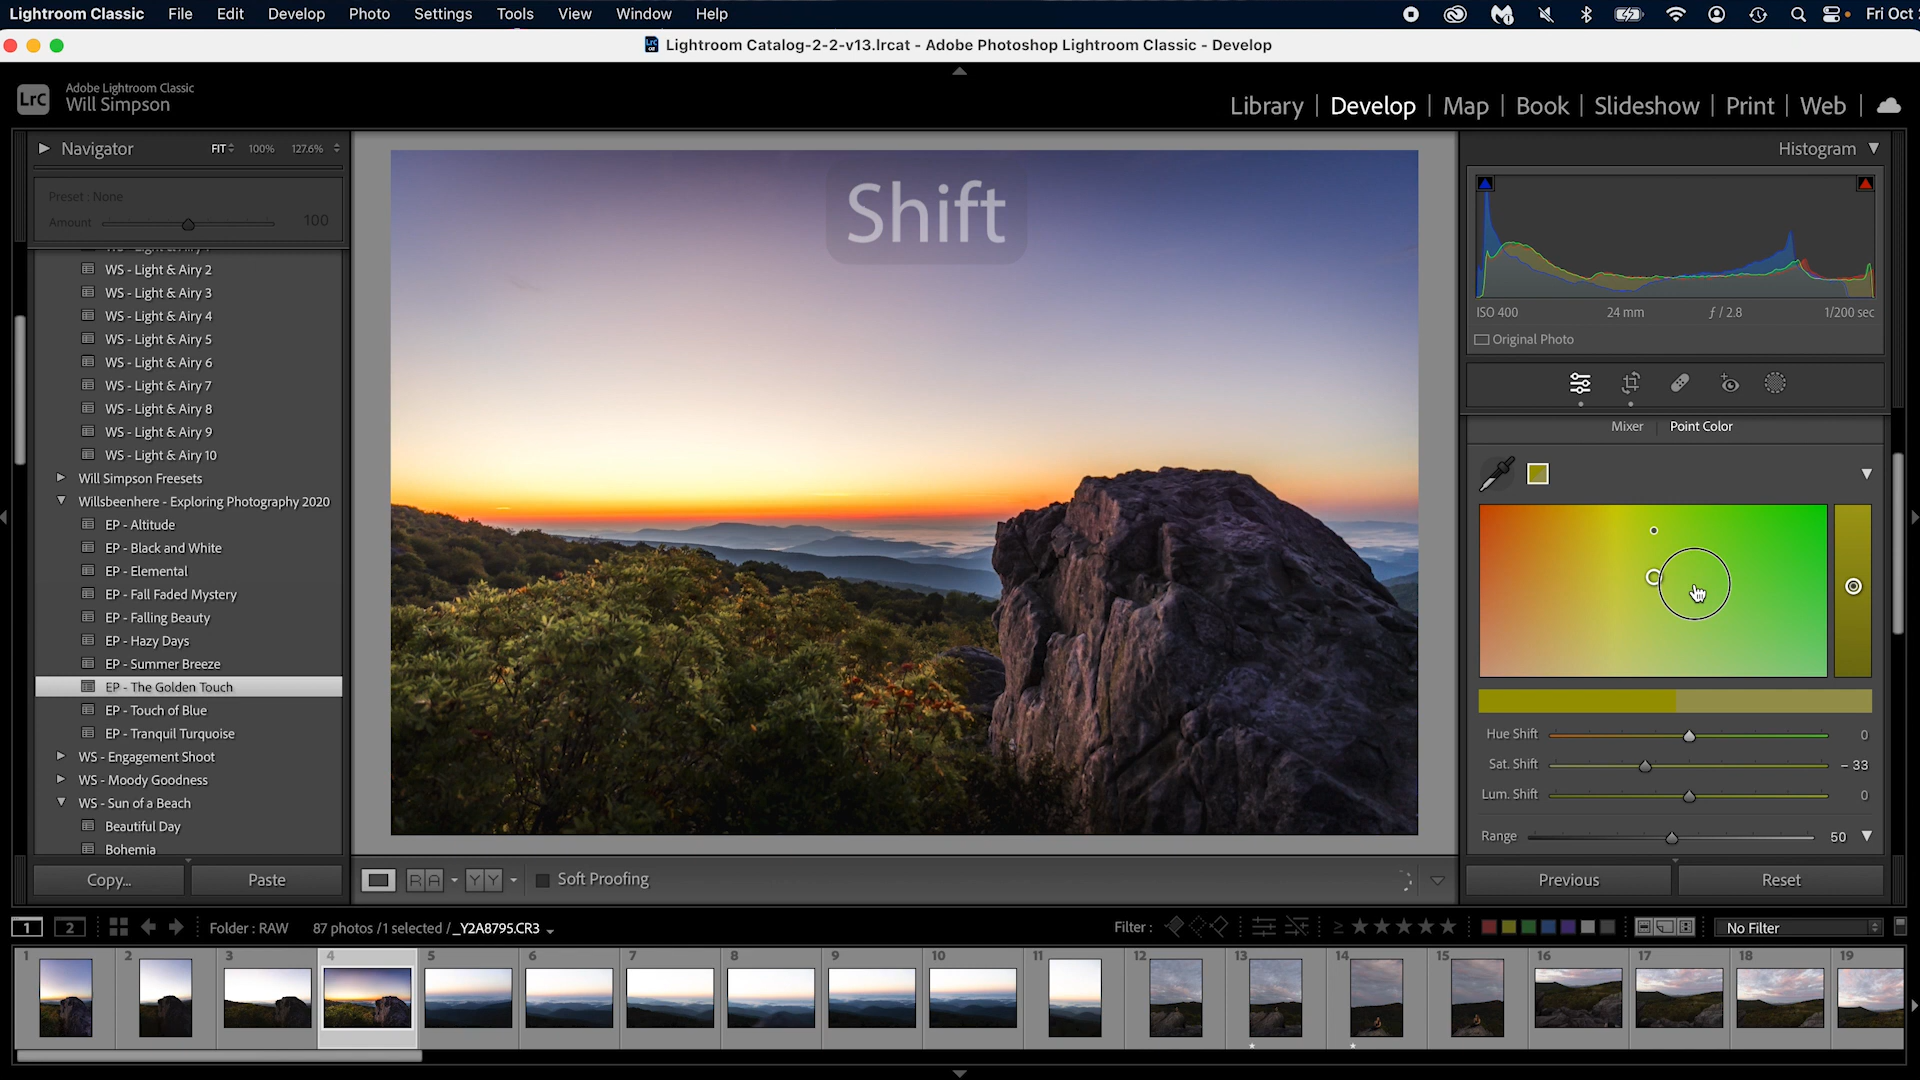 Lightroom Classic File Edit Develop Photo Settings Tools View Window Help Fri Oct
Lightroom Catalog-2-2-v13.lrcat - Adobe Photoshop Lightroom Classic - Develop
LrC
Adobe Lightroom Classic
Will Simpson
Library | Develop | Map | Book | Slideshow | Print | Web
Navigator FIT 100% 127.6%
Preset : None
Amount 100
WS - Light & Airy 2
WS - Light & Airy 3
WS - Light & Airy 4
WS - Light & Airy 5
WS - Light & Airy 6
WS - Light & Airy 7
WS - Light & Airy 8
WS - Light & Airy 9
WS - Light & Airy 10
Will Simpson Freesets
Willsbeenhere - Exploring Photography 2020
EP - Altitude
EP - Black and White
EP - Elemental
EP - Fall Faded Mystery
EP - Falling Beauty
EP - Hazy Days
EP - Summer Breeze
EP - The Golden Touch
EP - Touch of Blue
EP - Tranquil Turquoise
WS - Engagement Shoot
WS - Moody Goodness
WS - Sun of a Beach
Beautiful Day
Bohemia
Copy... Paste
Shift
Soft Proofing
Histogram
ISO 400 24 mm ƒ / 2.8 1/200 sec
Original Photo
Mixer | Point Color
Hue Shift 0
Sat. Shift - 33
Lum. Shift 0
Range 50
Previous Reset
1 2 Folder : RAW 87 photos /1 selected /_Y2A8795.CR3 Filter : No Filter
1 2 3 4 5 6 7 8 9 10 11 12 13 14 15 16 17 18 19